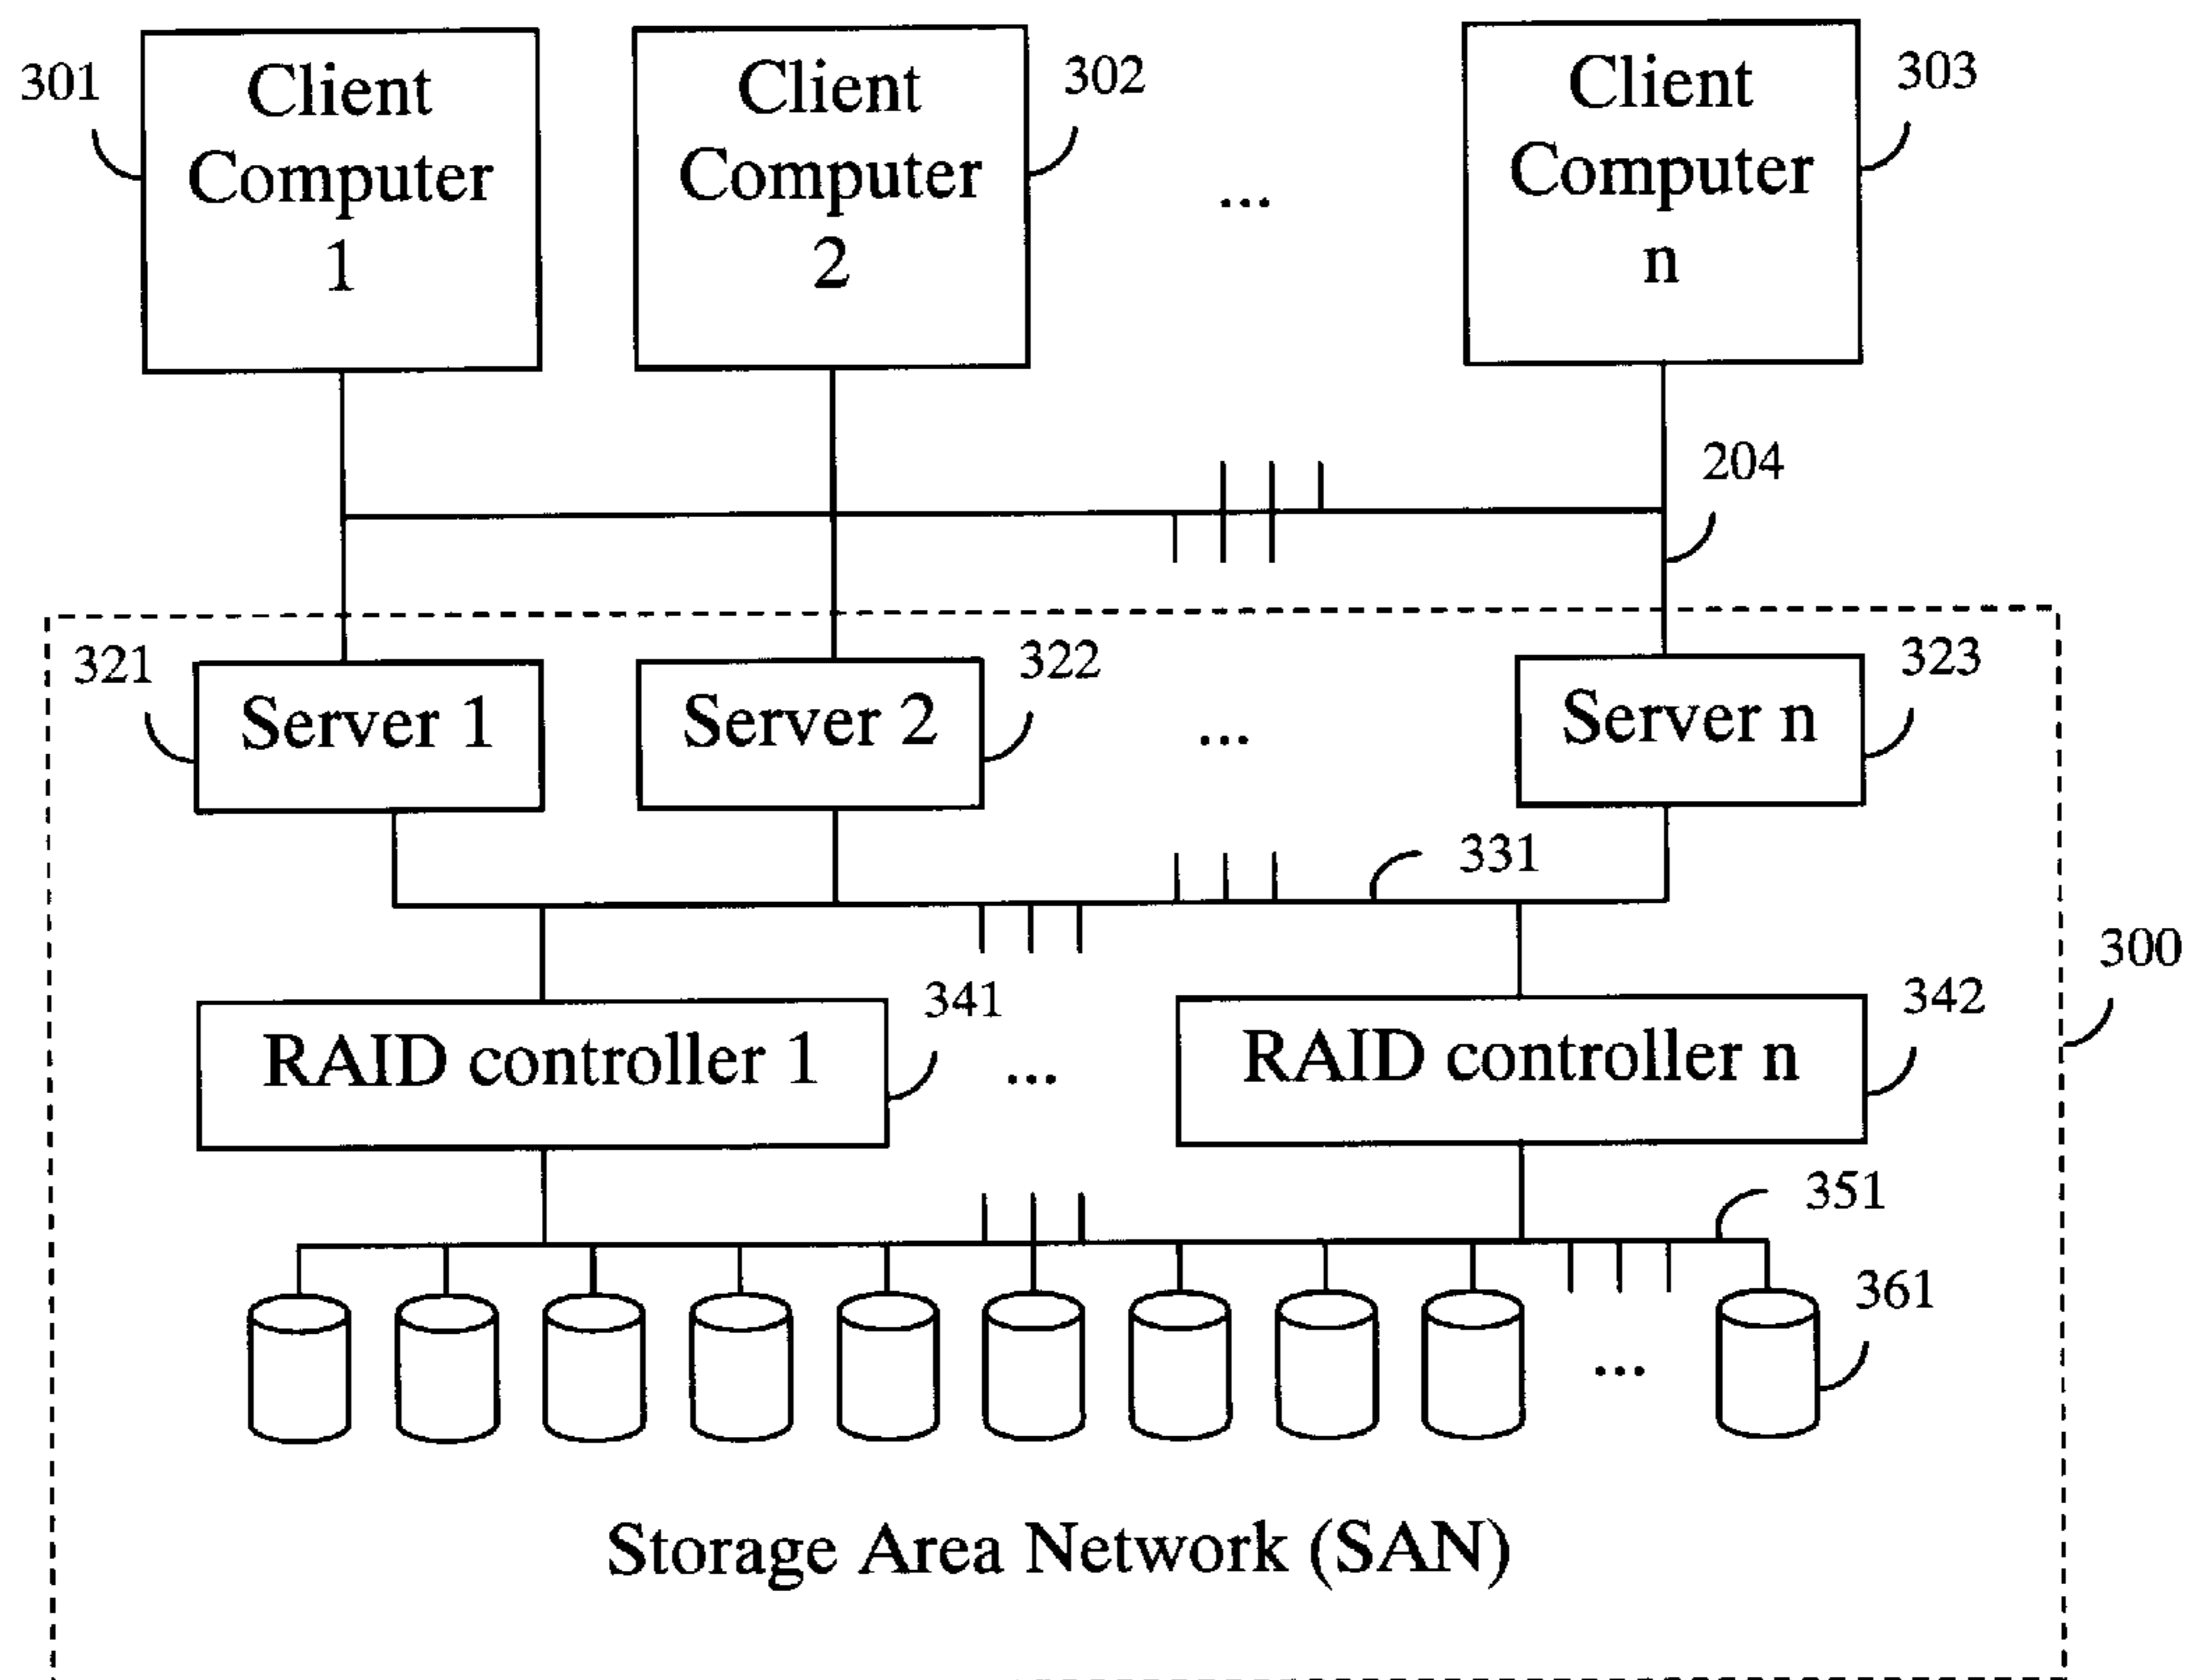 301
Client
Computer
1
Client
Computer
2
302
...
Client
Computer
n
303
204
321
Server 1
Server 2
322
...
Server n
323
331
300
RAID controller 1
341
...
RAID controller n
342
351
361
...
Storage Area Network (SAN)